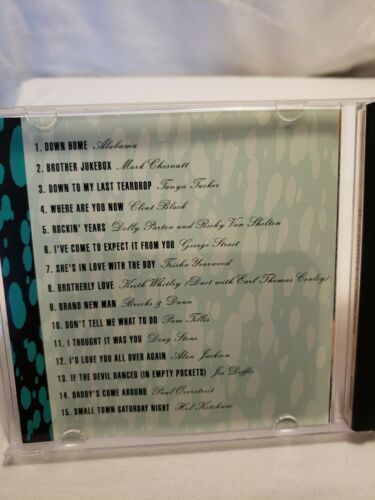 1. DOWN HOME Alabama
2. BROTHER JUKEBOX Mark Chesnutt
3. DOWN TO MY LAST TEARDROP Tanya Tucker
4. WHERE ARE YOU NOW Clint Black
5. ROCKIN' YEARS Dolly Parton and Ricky Van Shelton
6. I'VE COME TO EXPECT IT FROM YOU George Strait
7. SHE'S IN LOVE WITH THE BOY Trisha Yearwood
8. BROTHERLY LOVE Keith Whitley (Duet with Earl Thomas Conley)
9. BRAND NEW MAN Brooks & Dunn
10. DON'T TELL ME WHAT TO DO Pam Tillis
11. I THOUGHT IT WAS YOU Doug Stone
12. I'D LOVE YOU ALL OVER AGAIN Alan Jackson
13. IF THE DEVIL DANCED (IN EMPTY POCKETS) Joe Diffie
14. DADDY'S COME AROUND Paul Overstreet
15. SMALL TOWN SATURDAY NIGHT Hal Ketchum